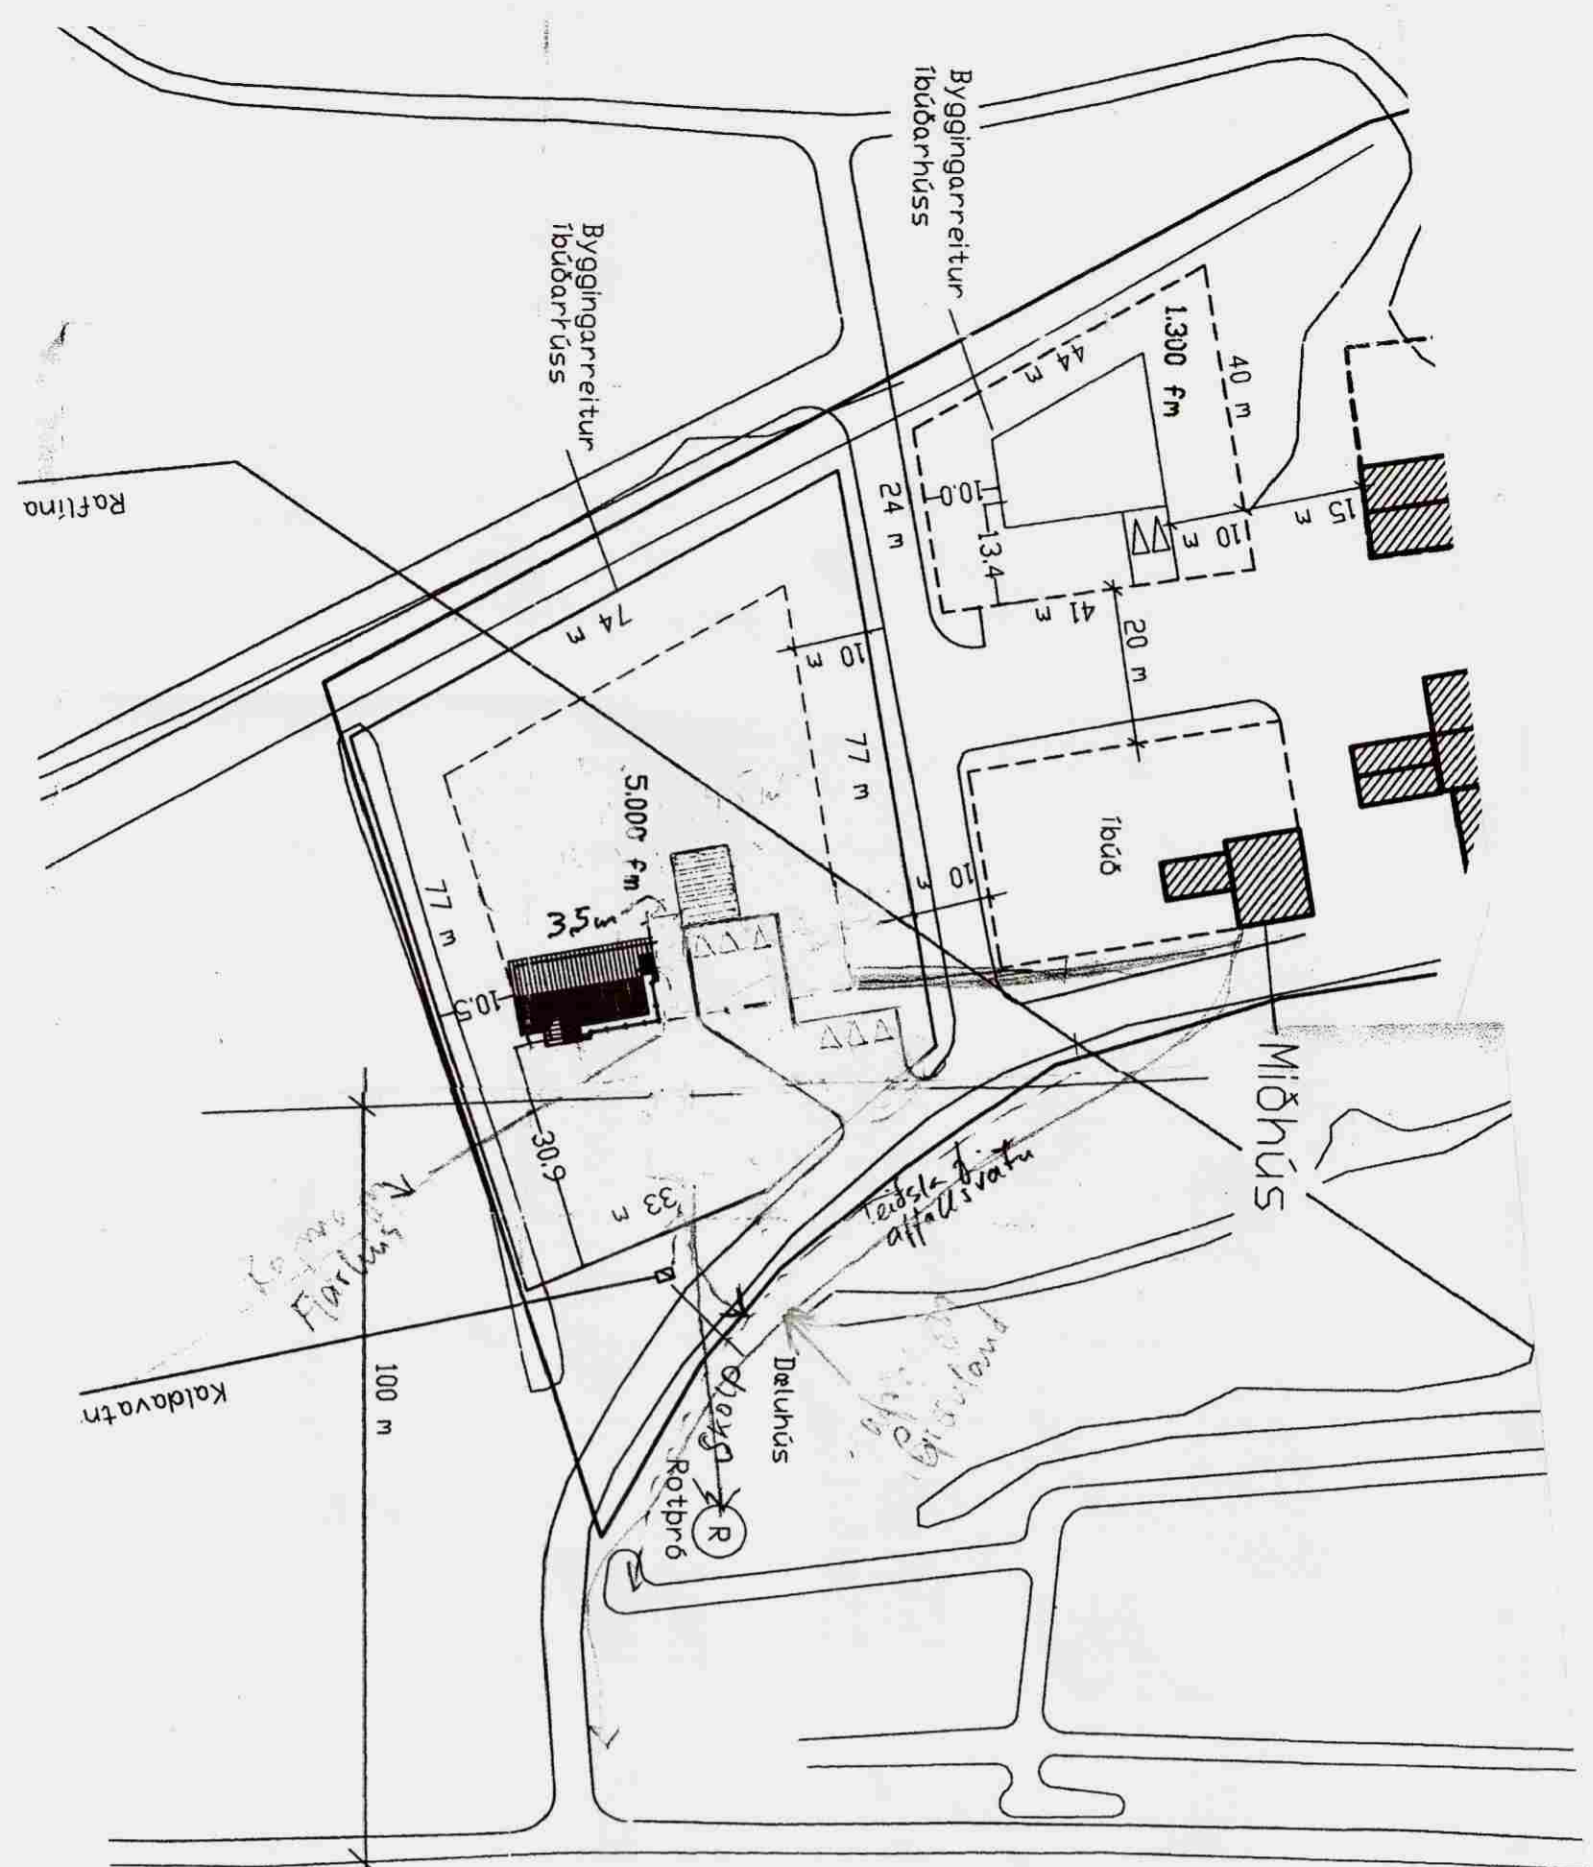 Byggingarreitur
íbúðarhúss
Byggingarreitur
íbúðarhúss
Raflína
1.300 fm
40 m
44 m
15 m
10 m
10.0
13.4
24 m
41 m
20 m
74 m
10 m
77 m
íbúð
10 m
5.000 fm
3,5m
77 m
10.5
Miðhús
30.9
33 m
leiðsla f.
affallsvatn
Fjárhús
Kaldavatn
100 m
Dæluhús
Rotþró
R